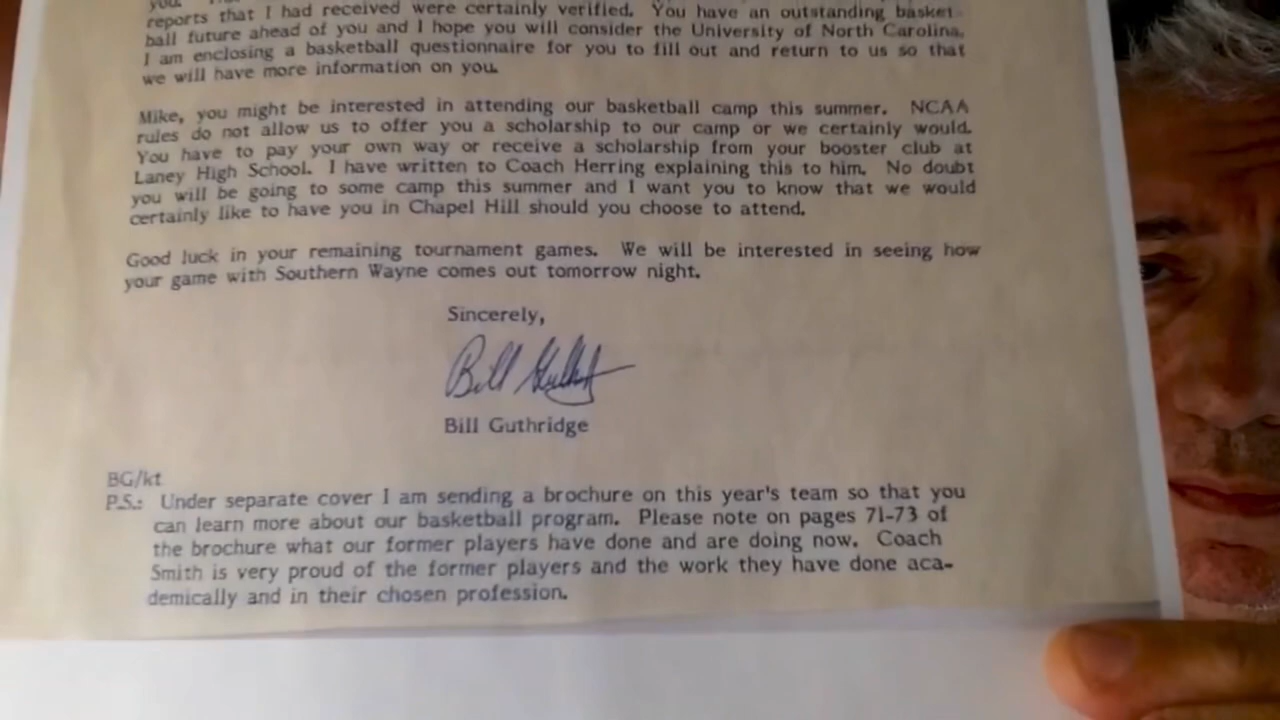 you.
reports that I had received were certainly verified. You have an outstanding basket-
ball future ahead of you and I hope you will consider the University of North Carolina.
I am enclosing a basketball questionnaire for you to fill out and return to us so that
we will have more information on you.
Mike, you might be interested in attending our basketball camp this summer. NCAA
rules do not allow us to offer you a scholarship to our camp or we certainly would.
You have to pay your own way or receive a scholarship from your booster club at
Laney High School. I have written to Coach Herring explaining this to him. No doubt
you will be going to some camp this summer and I want you to know that we would
certainly like to have you in Chapel Hill should you choose to attend.
Good luck in your remaining tournament games. We will be interested in seeing how
your game with Southern Wayne comes out tomorrow night.
Sincerely,
Bill Guthridge
Bill Guthridge
BG/kt
P.S.: Under separate cover I am sending a brochure on this year's team so that you
can learn more about our basketball program. Please note on pages 71-73 of
the brochure what our former players have done and are doing now. Coach
Smith is very proud of the former players and the work they have done aca-
demically and in their chosen profession.